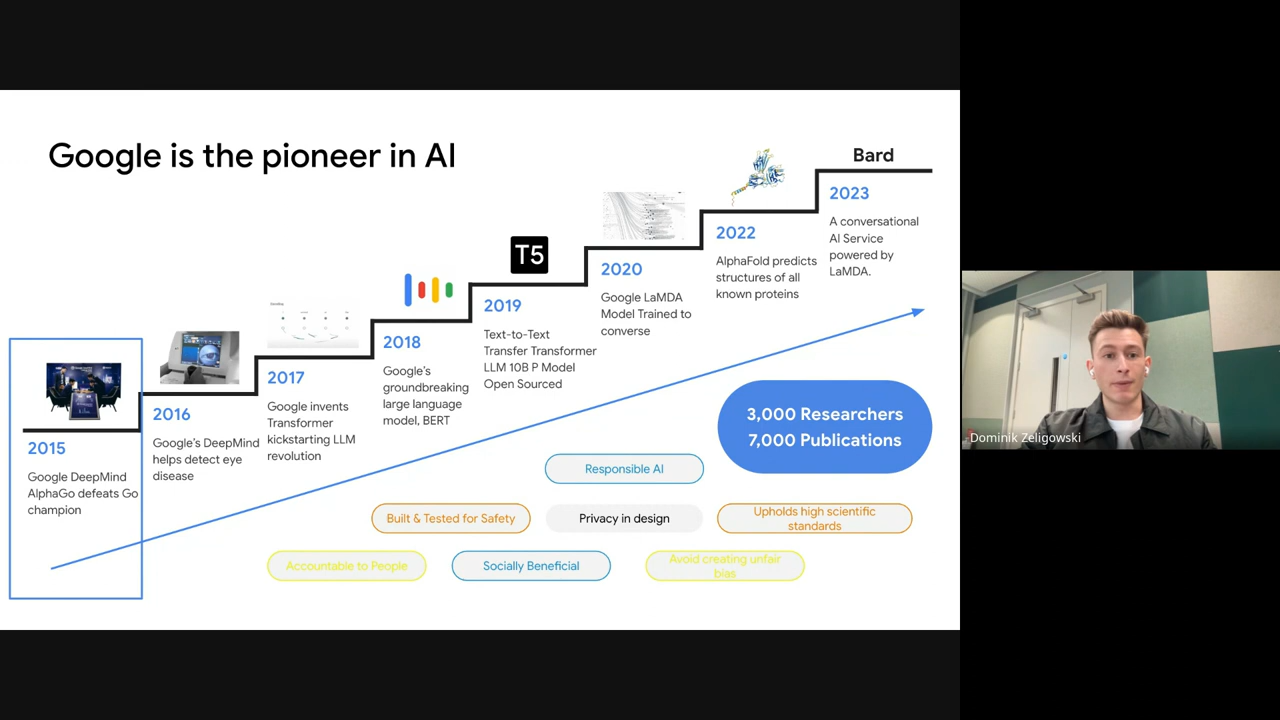 Google is the pioneer in AI
2015
Google DeepMind
AlphaGo defeats Go
champion
2016
Google's DeepMind
helps detect eye
disease
2017
Google invents
Transformer
kickstarting LLM
revolution
2018
Google's
groundbreaking
large language
model, BERT
T5
2019
Text-to-Text
Transfer Transformer
LLM 10B P Model
Open Sourced
2020
Google LaMDA
Model Trained to
converse
2022
AlphaFold predicts
structures of all
known proteins
Bard
2023
A conversational
AI Service
powered by
LaMDA.
3,000 Researchers
7,000 Publications
Responsible AI
Built & Tested for Safety
Privacy in design
Upholds high scientific
standards
Accountable to People
Socially Beneficial
Avoid creating unfair
bias
Dominik Zeligowski